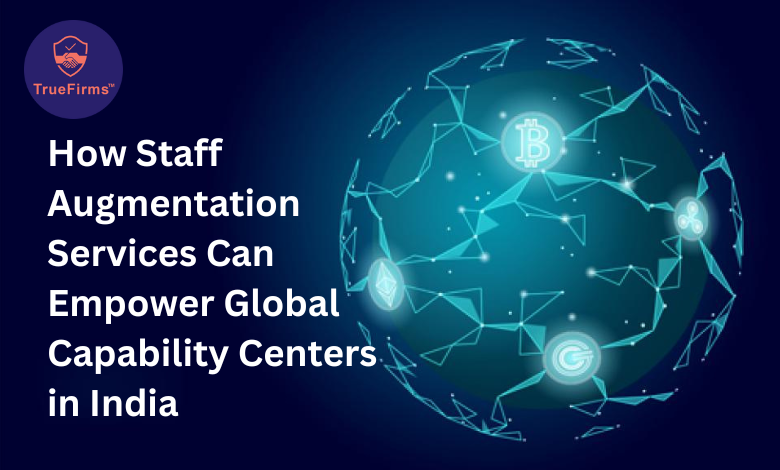 TrueFirms™
How Staff
Augmentation
Services Can
Empower Global
Capability Centers
in India